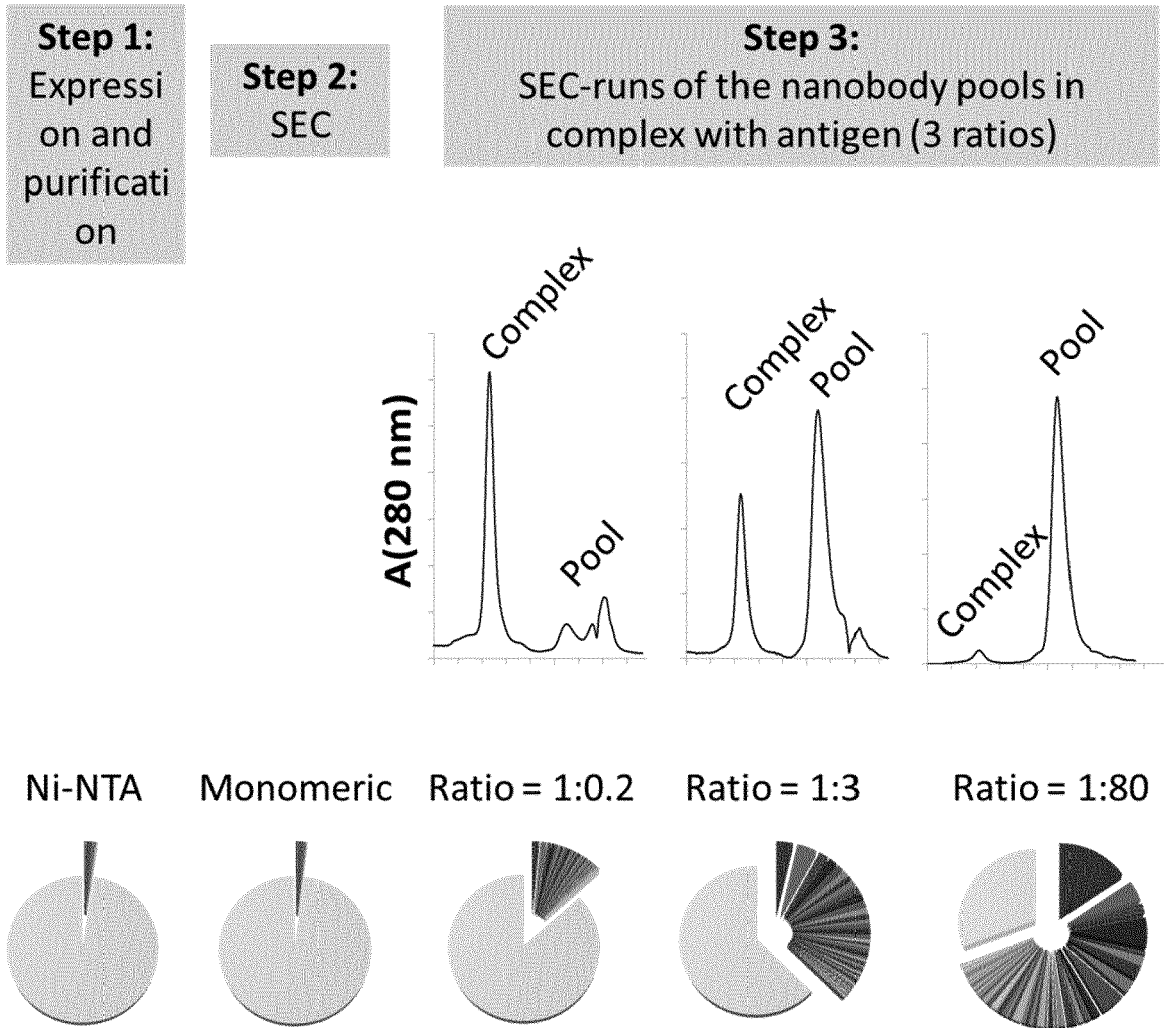 Step 1:
Expressi
on and
purificati
on
Step 2:
SEC
Step 3:
SEC-runs of the nanobody pools in
complex with antigen (3 ratios)
A(280 nm)
Complex
Pool
Complex
Pool
Complex
Pool
Ni-NTA
Monomeric
Ratio = 1:0.2
Ratio = 1:3
Ratio = 1:80